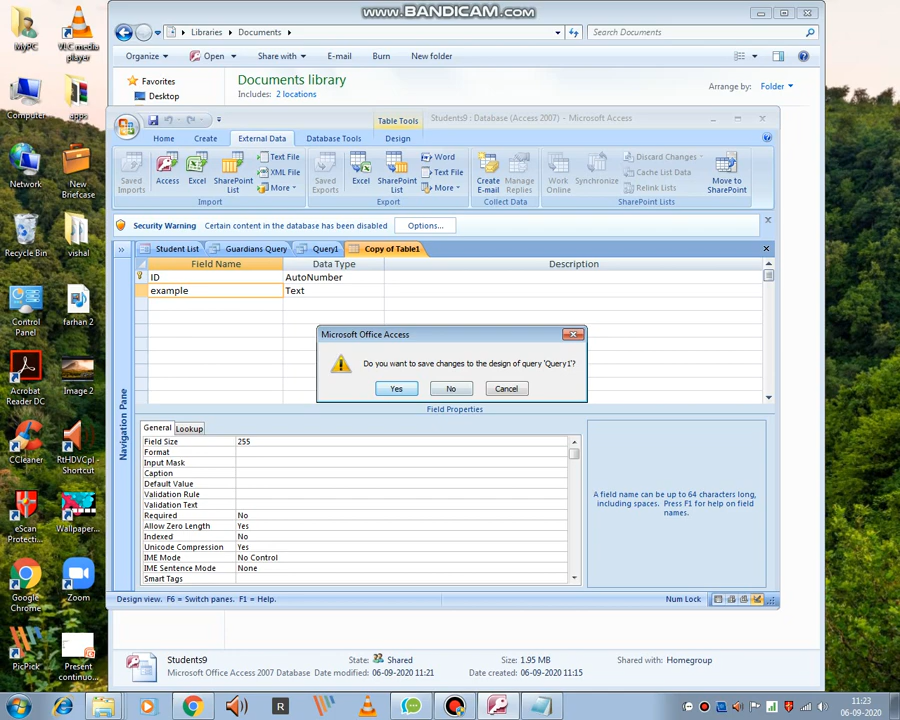 www.BANDICAM.com
Libraries
Documents
Search Documents
Organize
Open
Share with
E-mail
Burn
New folder
Favorites
Desktop
Documents library
Includes: 2 locations
Arrange by: Folder
Table Tools
Students9 : Database (Access 2007) - Microsoft Access
Home
Create
External Data
Database Tools
Design
Saved Imports
Access
Excel
SharePoint List
Text File
XML File
More
Import
Saved Exports
Excel
SharePoint List
Word
Text File
More
Export
Create E-mail
Manage Replies
Collect Data
Work Online
Synchronize
Discard Changes
Cache List Data
Relink Lists
Move to SharePoint
SharePoint Lists
Security Warning Certain content in the database has been disabled
Options...
Student List
Guardians Query
Query1
Copy of Table1
Field Name Data Type Description
ID AutoNumber
example Text
Microsoft Office Access
Do you want to save changes to the design of query 'Query1'?
Yes
No
Cancel
Navigation Pane
Field Properties
General
Lookup
Field Size 255
Format
Input Mask
Caption
Default Value
Validation Rule
Validation Text
Required No
Allow Zero Length Yes
Indexed No
Unicode Compression Yes
IME Mode No Control
IME Sentence Mode None
Smart Tags
A field name can be up to 64 characters long,
including spaces. Press F1 for help on field
names.
Design view. F6 = Switch panes. F1 = Help.
Num Lock
Students9
Microsoft Office Access 2007 Database
State: Shared
Date modified: 06-09-2020 11:21
Size: 1.95 MB
Date created: 06-09-2020 11:15
Shared with: Homegroup
MyPC
VLC media player
Computer
apps
Network
New Briefcase
Recycle Bin
vishal
Control Panel
farhan 2
Acrobat Reader DC
Image 2
CCleaner
RtHDVCpl - Shortcut
eScan Protecti...
Wallpaper...
Google Chrome
Zoom
PicPick
Present continuo...
R
11:23
06-09-2020